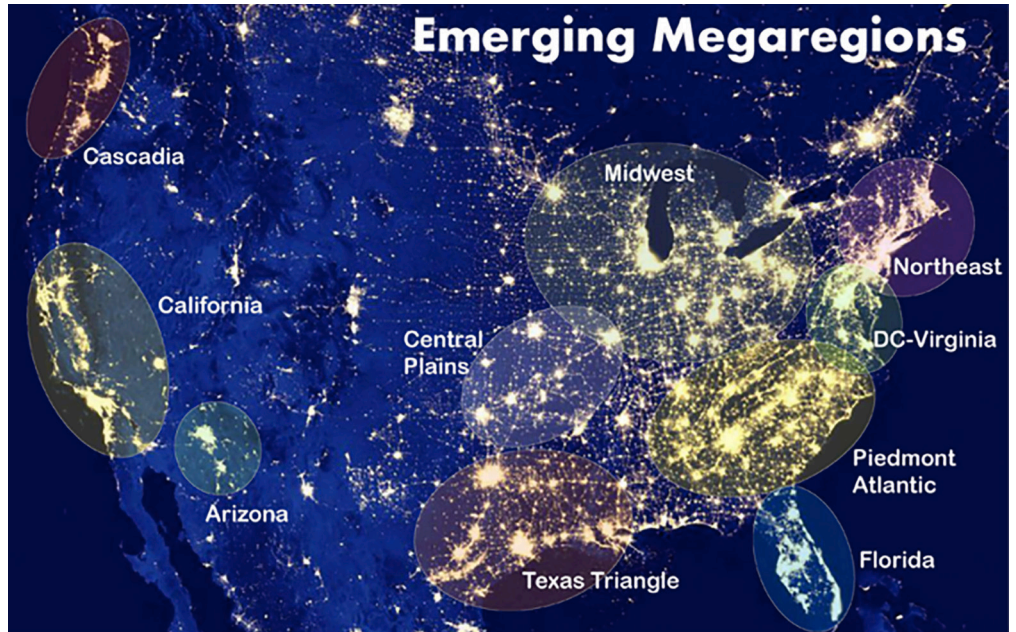 Emerging Megaregions
Cascadia
Midwest
Northeast
California
Central
Plains
DC-Virginia
Piedmont
Atlantic
Arizona
Florida
Texas Triangle